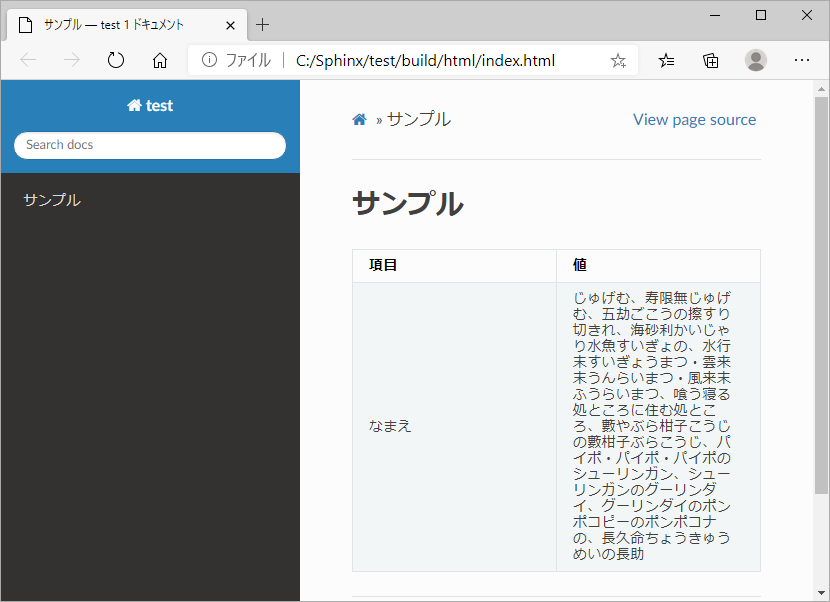 サンプル — test 1 ドキュメント
ファイル | C:/Sphinx/test/build/html/index.html
test
Search docs
サンプル
» サンプル
View page source
サンプル
項目 値
なまえ
じゅげむ、寿限無じゅげ
む、五劫ごこうの擦すり
切きれ、海砂利かいじゃ
り水魚すいぎょの、水行
末すいぎょうまつ・雲来
末うんらいまつ・風来末
ふうらいまつ、喰う寝る
処ところに住む処とこ
ろ、藪やぶら柑子こうじ
の藪柑子ぶらこうじ、パ
イポ・パイポ・パイポの
シューリンガン、シュー
リンガンのグーリンダ
イ、グーリンダイのポン
ポコピーのポンポコナ
の、長久命ちょうきゅう
めいの長助